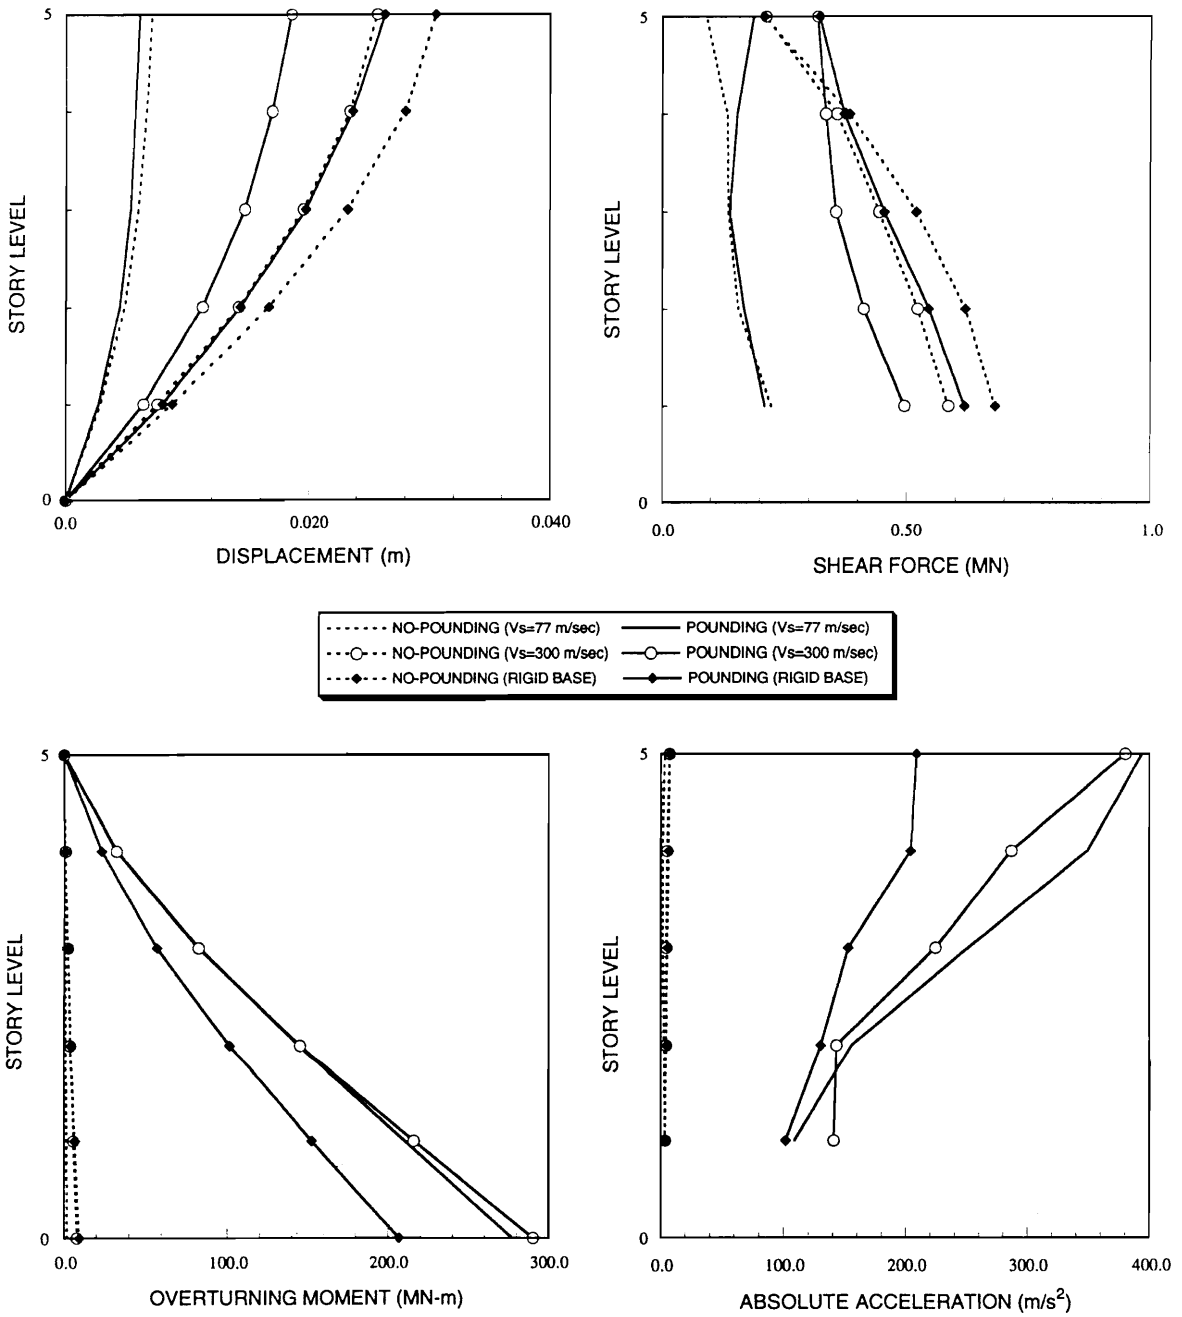 5
STORY LEVEL
0
0.0
0.020
0.040
DISPLACEMENT (m)
5
STORY LEVEL
0
0.0
0.50
1.0
SHEAR FORCE (MN)
NO-POUNDING (Vs=77 m/sec)
POUNDING (Vs=77 m/sec)
NO-POUNDING (Vs=300 m/sec)
POUNDING (Vs=300 m/sec)
NO-POUNDING (RIGID BASE)
POUNDING (RIGID BASE)
5
STORY LEVEL
0
0.0
100.0
200.0
300.0
OVERTURNING MOMENT (MN-m)
5
STORY LEVEL
0
0.0
100.0
200.0
300.0
400.0
ABSOLUTE ACCELERATION (m/s²)